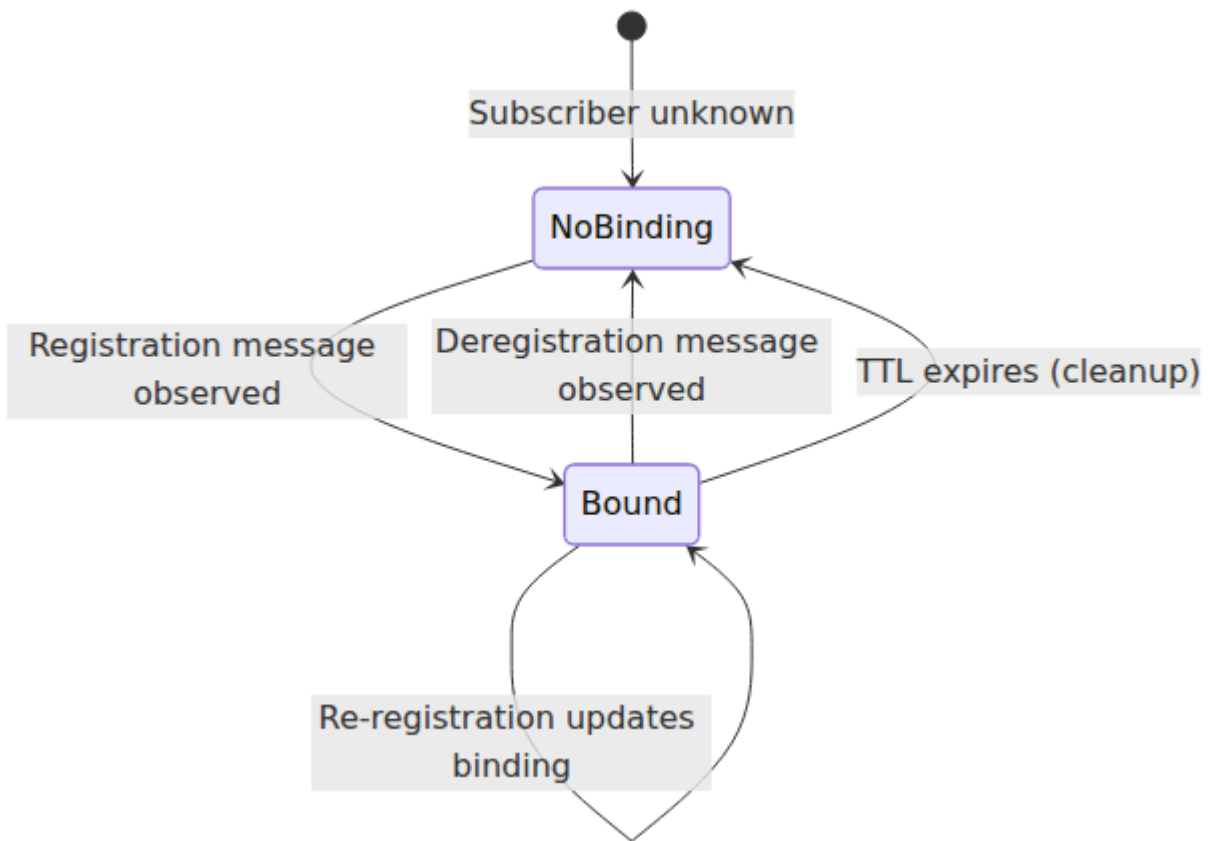 Subscriber unknown
NoBinding
Registration message
observed
Deregistration message
observed
TTL expires (cleanup)
Bound
Re-registration updates
binding